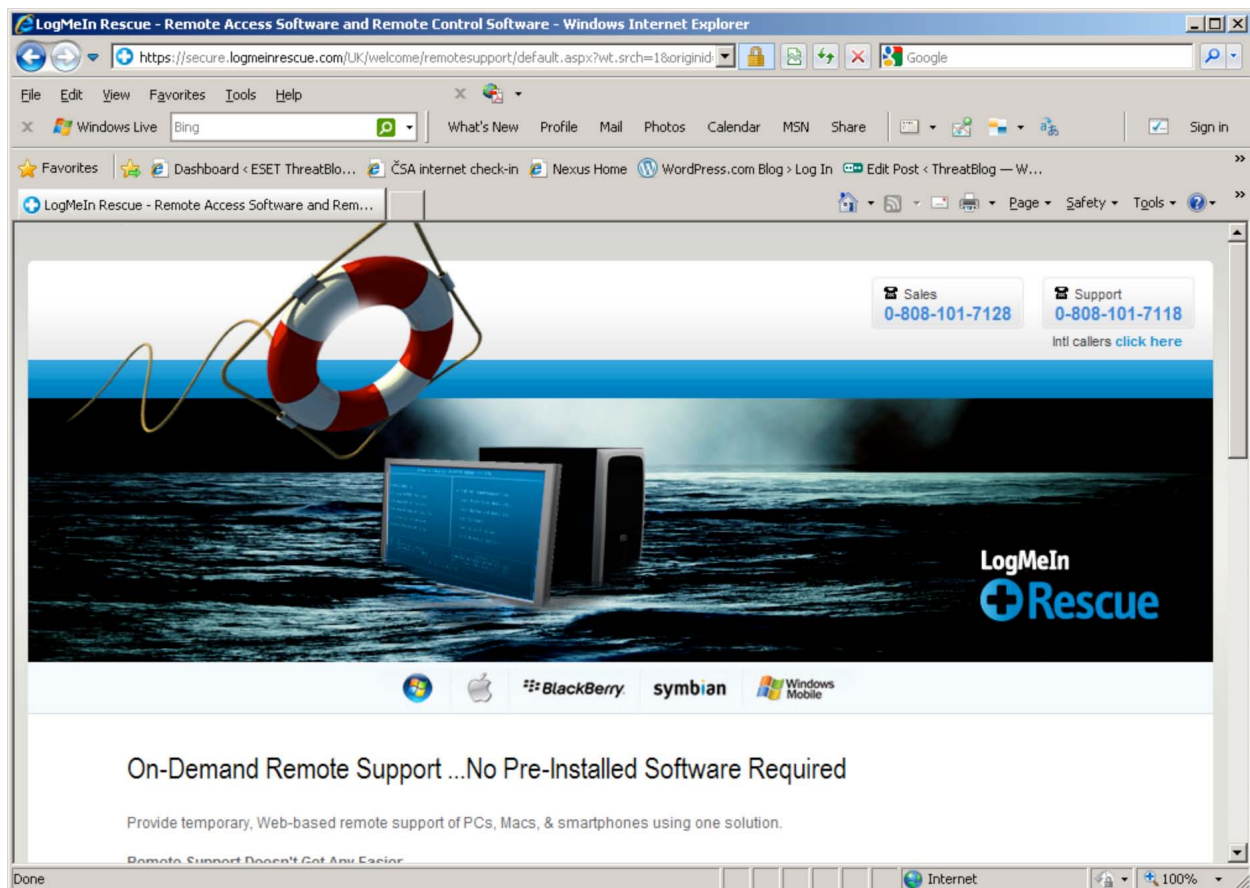 LogMeIn Rescue - Remote Access Software and Remote Control Software - Windows Internet Explorer
https://secure.logmeinrescue.com/UK/welcome/remotesupport/default.aspx?wt.srch=1&originid
Google
File Edit View Favorites Tools Help
Windows Live Bing What's New Profile Mail Photos Calendar MSN Share Sign in
Favorites Dashboard < ESET ThreatBlo... ČSA internet check-in Nexus Home WordPress.com Blog > Log In Edit Post < ThreatBlog — W...
LogMeIn Rescue - Remote Access Software and Rem... Page Safety Tools
Sales
0-808-101-7128
Support
0-808-101-7118
Intl callers click here
LogMeIn
Rescue
BlackBerry symbian Windows Mobile
On-Demand Remote Support ...No Pre-Installed Software Required
Provide temporary, Web-based remote support of PCs, Macs, & smartphones using one solution.
Remote Support Doesn't Get Any Easier
Done Internet 100%